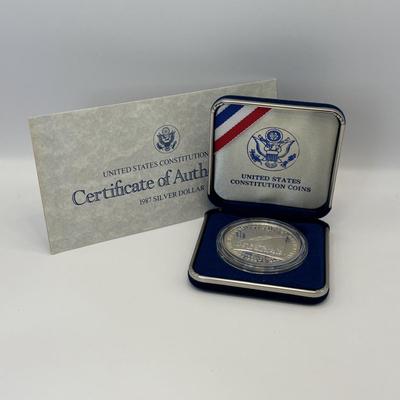 UNITED STATES CONSTITUTION
Certificate of Auth
1987 SILVER DOLLAR
UNITED STATES
CONSTITUTION COINS